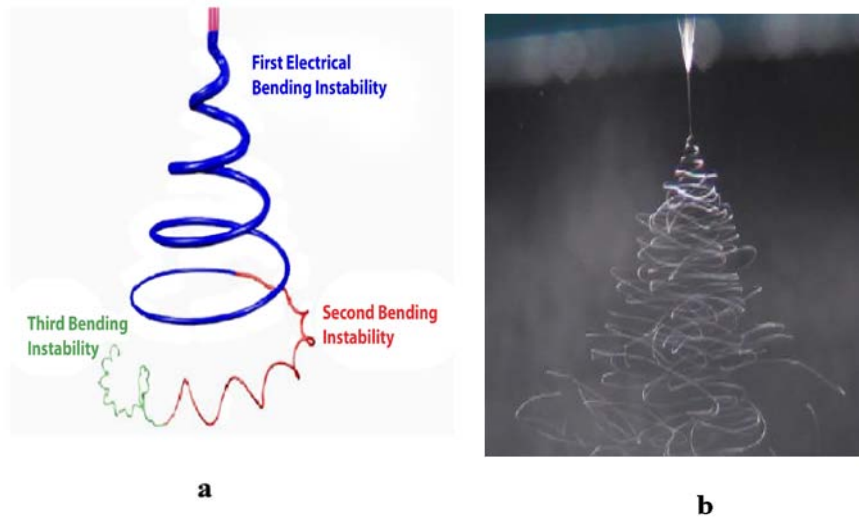 First Electrical
Bending Instability
Third Bending
Instability
Second Bending
Instability
a
b